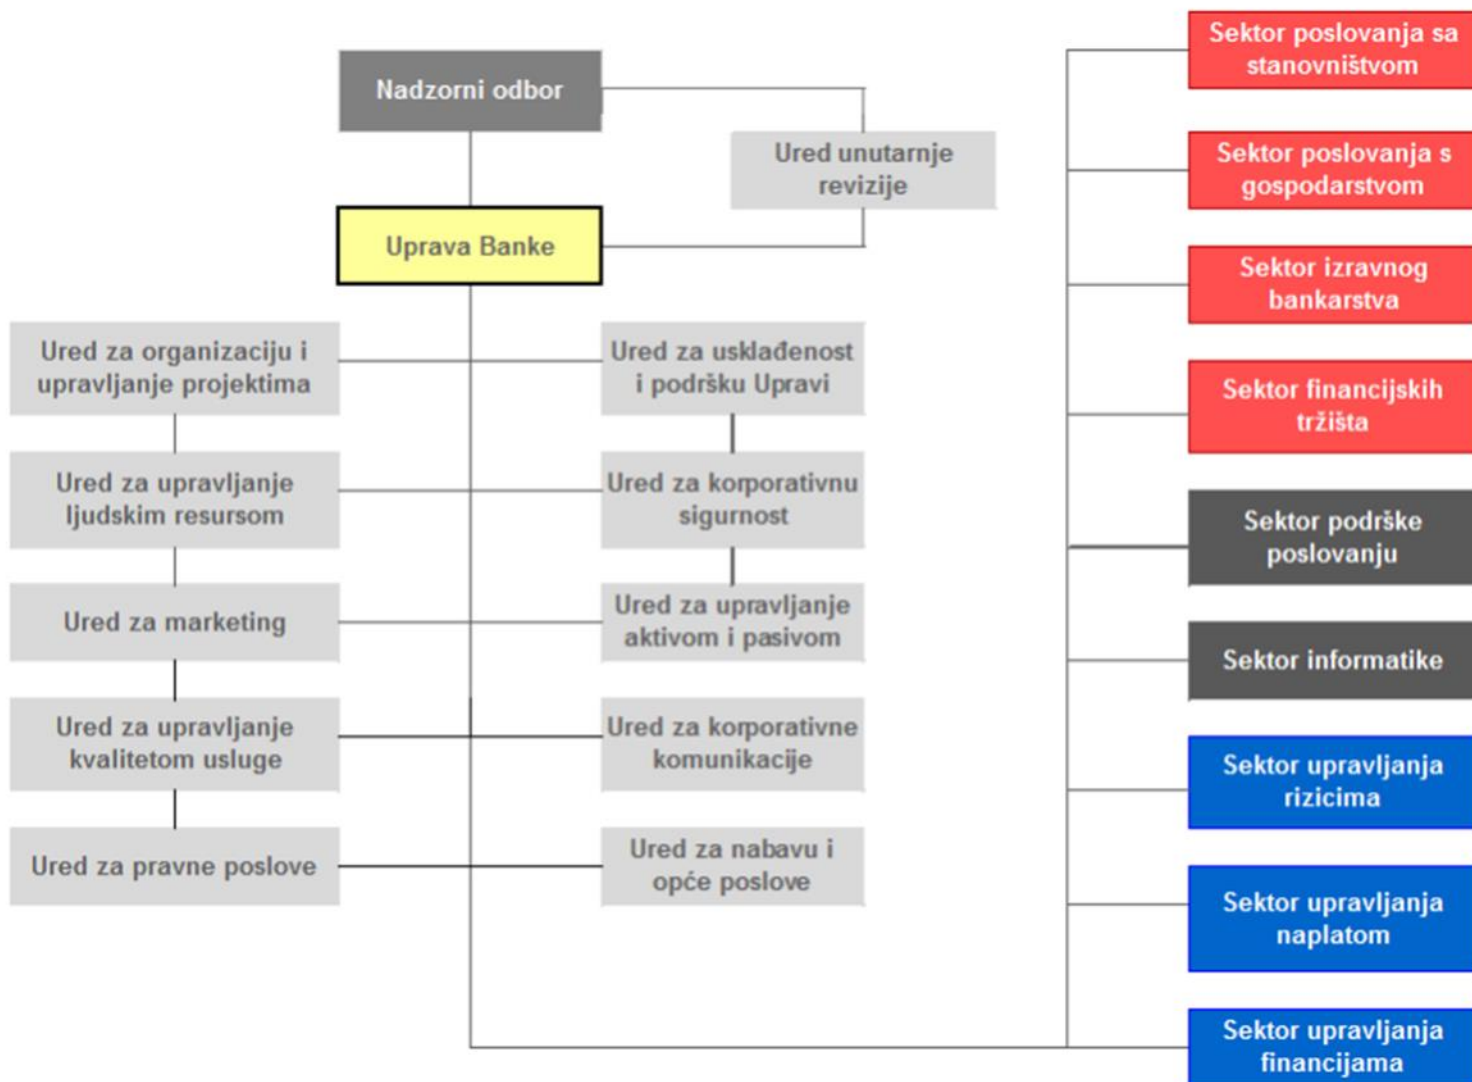 Nadzorni odbor
Ured unutarnje
revizije
Uprava Banke
Ured za organizaciju i
upravljanje projektima
Ured za usklađenost
i podršku Upravi
Ured za upravljanje
ljudskim resursom
Ured za korporativnu
sigurnost
Ured za marketing
Ured za upravljanje
aktivom i pasivom
Ured za upravljanje
kvalitetom usluge
Ured za korporativne
komunikacije
Ured za pravne poslove
Ured za nabavu i
opće poslove
Sektor poslovanja sa
stanovništvom
Sektor poslovanja s
gospodarstvom
Sektor izravnog
bankarstva
Sektor financijskih
tržišta
Sektor podrške
poslovanju
Sektor informatike
Sektor upravljanja
rizicima
Sektor upravljanja
naplatom
Sektor upravljanja
financijama